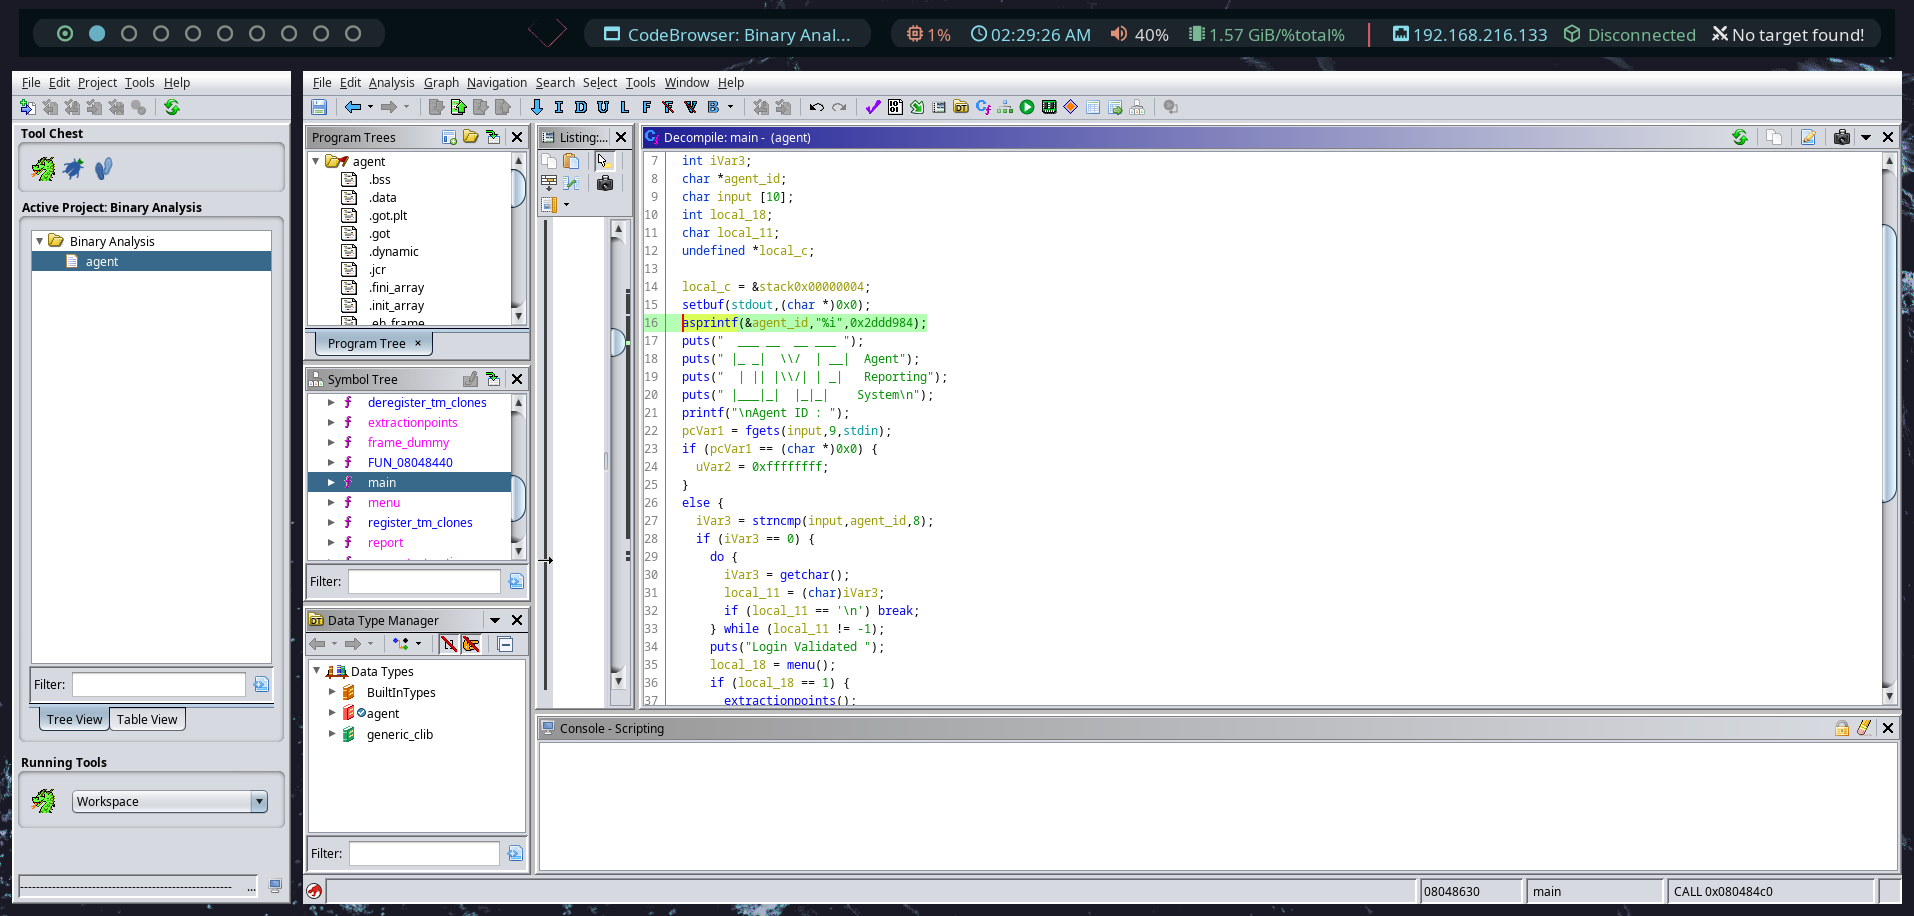 CodeBrowser: Binary Anal...
1%
02:29:26 AM
40%
1.57 GiB/%total%
192.168.216.133
Disconnected
No target found!
File Edit Project Tools Help
Tool Chest
Active Project: Binary Analysis
Binary Analysis
agent
Filter:
Tree View Table View
Running Tools
Workspace
...
File Edit Analysis Graph Navigation Search Select Tools Window Help
I D U L F B
Program Trees
agent
.bss
.data
.got.plt
.got
.dynamic
.jcr
.fini_array
.init_array
.eh_frame
Program Tree ×
Symbol Tree
deregister_tm_clones
extractionpoints
frame_dummy
FUN_08048440
main
menu
register_tm_clones
report
Filter:
Data Type Manager
Data Types
BuiltInTypes
agent
generic_clib
Filter:
Listing:...
Decompile: main - (agent)
7 int iVar3;
8 char *agent_id;
9 char input [10];
10 int local_18;
11 char local_11;
12 undefined *local_c;
13
14 local_c = &stack0x00000004;
15 setbuf(stdout,(char *)0x0);
16 asprintf(&agent_id,"%i",0x2ddd984);
17 puts("  ___ __  __ ___ ");
18 puts(" |_ _|  \\/  | __|  Agent");
19 puts("  | || |\\/| | _|   Reporting");
20 puts(" |___|_|  |_|_|    System\n");
21 printf("\nAgent ID : ");
22 pcVar1 = fgets(input,9,stdin);
23 if (pcVar1 == (char *)0x0) {
24 uVar2 = 0xffffffff;
25 }
26 else {
27 iVar3 = strncmp(input,agent_id,8);
28 if (iVar3 == 0) {
29 do {
30 iVar3 = getchar();
31 local_11 = (char)iVar3;
32 if (local_11 == '\n') break;
33 } while (local_11 != -1);
34 puts("Login Validated ");
35 local_18 = menu();
36 if (local_18 == 1) {
37 extractionpoints();
Console - Scripting
08048630
main
CALL 0x080484c0